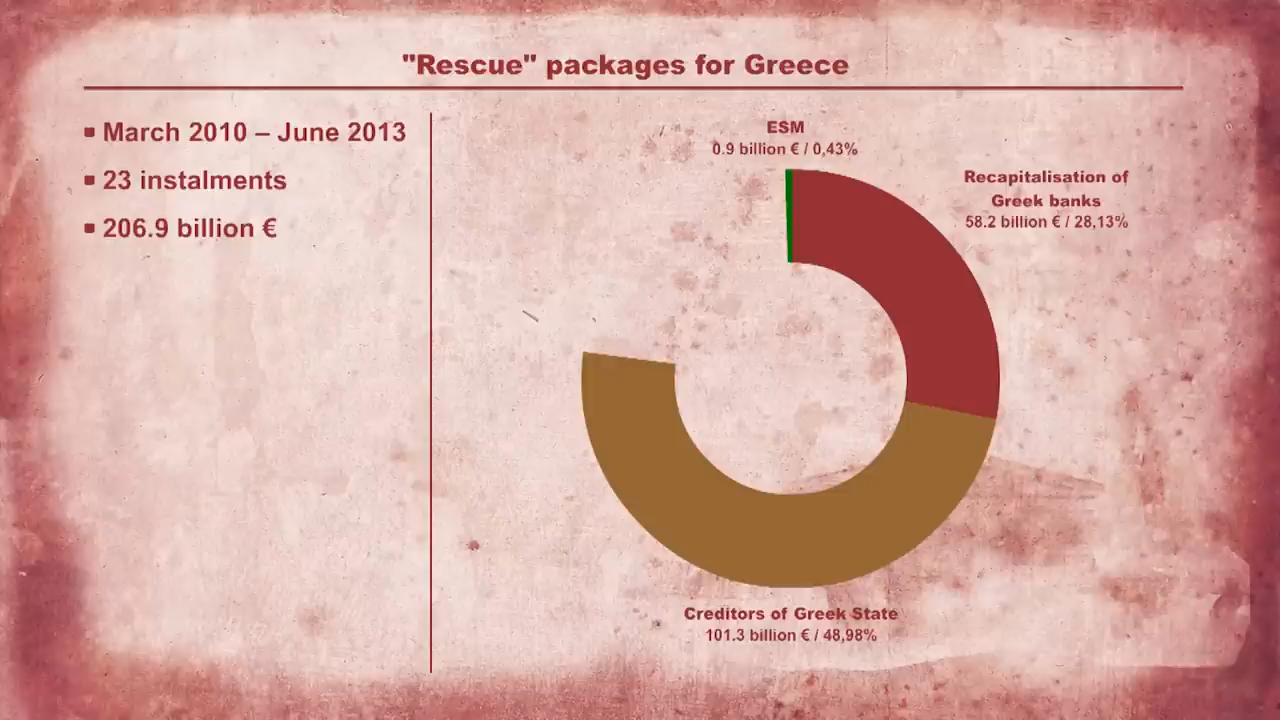 "Rescue" packages for Greece
▪ March 2010 – June 2013
▪ 23 instalments
▪ 206.9 billion €
ESM
0.9 billion € / 0,43%
Recapitalisation of
Greek banks
58.2 billion € / 28,13%
Creditors of Greek State
101.3 billion € / 48,98%